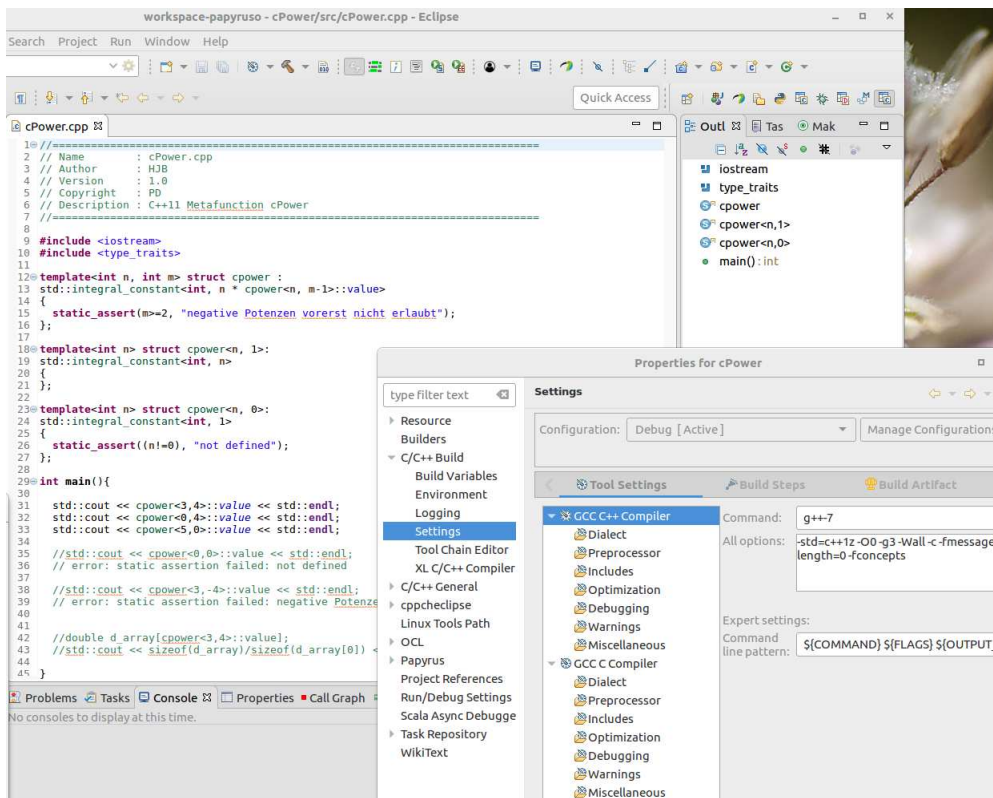 workspace-papyruso - cPower/src/cPower.cpp - Eclipse
Search Project Run Window Help
Quick Access
cPower.cpp
1 //============================================================================
2 // Name        : cPower.cpp
3 // Author      : HJB
4 // Version     : 1.0
5 // Copyright   : PD
6 // Description : C++11 Metafunction cPower
7 //============================================================================
8
9 #include <iostream>
10 #include <type_traits>
11
12 template<int n, int m> struct cpower :
13 std::integral_constant<int, n * cpower<n, m-1>::value>
14 {
15   static_assert(m>=2, "negative Potenzen vorerst nicht erlaubt");
16 };
17
18 template<int n> struct cpower<n, 1>:
19 std::integral_constant<int, n>
20 {
21 };
22
23 template<int n> struct cpower<n, 0>:
24 std::integral_constant<int, 1>
25 {
26   static_assert((n!=0), "not defined");
27 };
28
29 int main(){
30
31   std::cout << cpower<3,4>::value << std::endl;
32   std::cout << cpower<0,4>::value << std::endl;
33   std::cout << cpower<5,0>::value << std::endl;
34
35   //std::cout << cpower<0,0>::value << std::endl;
36   // error: static assertion failed: not defined
37
38   //std::cout << cpower<3,-4>::value << std::endl;
39   // error: static assertion failed: negative Potenze
40
41
42   //double d_array[cpower<3,4>::value];
43   //std::cout << sizeof(d_array)/sizeof(d_array[0]) <
44
45 }
Outl Tas Mak
iostream
type_traits
cpower
cpower<n,1>
cpower<n,0>
main() : int
Problems Tasks Console Properties Call Graph
No consoles to display at this time.
Properties for cPower
type filter text
Resource
Builders
C/C++ Build
Build Variables
Environment
Logging
Settings
Tool Chain Editor
XL C/C++ Compiler
C/C++ General
cppcheclipse
Linux Tools Path
OCL
Papyrus
Project References
Run/Debug Settings
Scala Async Debugge
Task Repository
WikiText
Settings
Configuration: Debug [ Active ] Manage Configurations
Tool Settings Build Steps Build Artifact
GCC C++ Compiler
Dialect
Preprocessor
Includes
Optimization
Debugging
Warnings
Miscellaneous
GCC C Compiler
Dialect
Preprocessor
Includes
Optimization
Debugging
Warnings
Miscellaneous
Command: g++-7
All options: -std=c++1z -O0 -g3 -Wall -c -fmessage
length=0 -fconcepts
Expert settings:
Command
line pattern: ${COMMAND} ${FLAGS} ${OUTPUT_